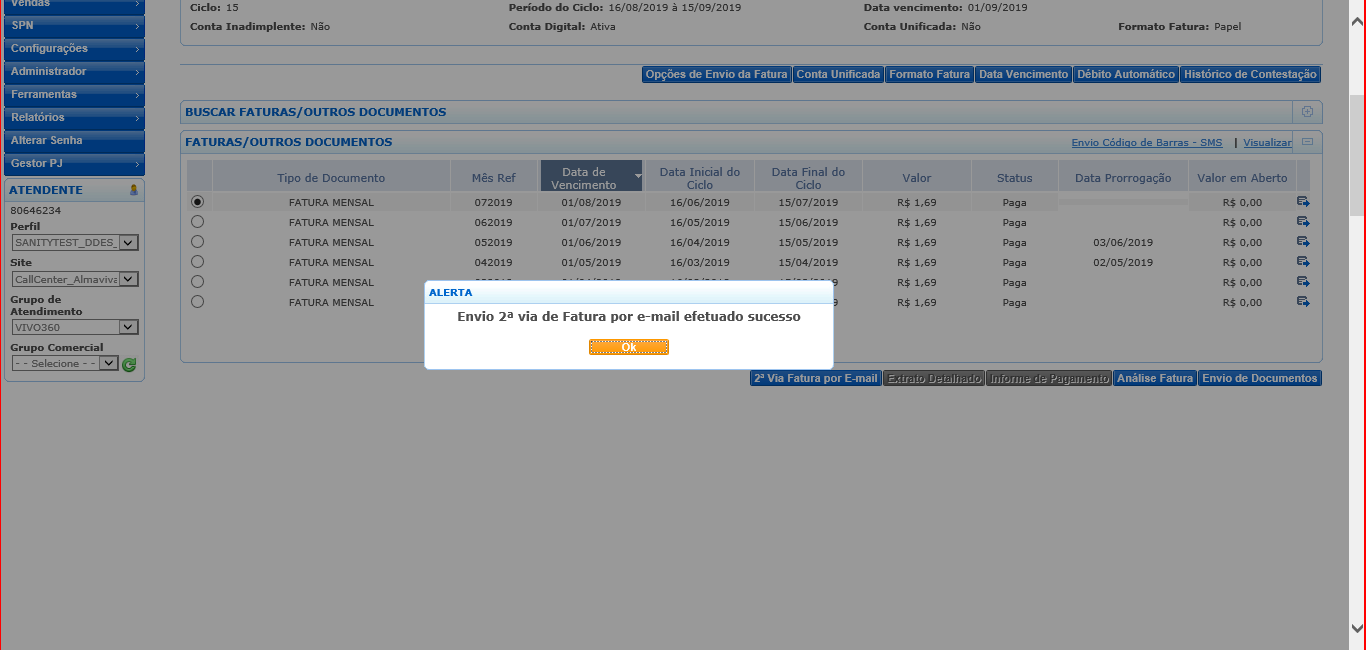 Vendas
SPN
Configurações
Administrador
Ferramentas
Relatórios
Alterar Senha
Gestor PJ
ATENDENTE
80646234
Perfil
SANITYTEST_DDES_
Site
CallCenter_Almaviva
Grupo de
Atendimento
VIVO360
Grupo Comercial
- - Selecione - -
Ciclo: 15 Período do Ciclo: 16/08/2019 à 15/09/2019 Data vencimento: 01/09/2019
Conta Inadimplente: Não Conta Digital: Ativa Conta Unificada: Não Formato Fatura: Papel
Opções de Envio da Fatura Conta Unificada Formato Fatura Data Vencimento Débito Automático Histórico de Contestação
BUSCAR FATURAS/OUTROS DOCUMENTOS
FATURAS/OUTROS DOCUMENTOS Envio Código de Barras - SMS | Visualizar
Tipo de Documento Mês Ref Data de Vencimento Data Inicial do Ciclo Data Final do Ciclo Valor Status Data Prorrogação Valor em Aberto
FATURA MENSAL 072019 01/08/2019 16/06/2019 15/07/2019 R$ 1,69 Paga R$ 0,00
FATURA MENSAL 062019 01/07/2019 16/05/2019 15/06/2019 R$ 1,69 Paga R$ 0,00
FATURA MENSAL 052019 01/06/2019 16/04/2019 15/05/2019 R$ 1,69 Paga 03/06/2019 R$ 0,00
FATURA MENSAL 042019 01/05/2019 16/03/2019 15/04/2019 R$ 1,69 Paga 02/05/2019 R$ 0,00
FATURA MENSAL R$ 1,69 Paga R$ 0,00
FATURA MENSAL R$ 1,69 Paga R$ 0,00
ALERTA
Envio 2ª via de Fatura por e-mail efetuado sucesso
Ok
2ª Via Fatura por E-mail Extrato Detalhado Informe de Pagamento Análise Fatura Envio de Documentos